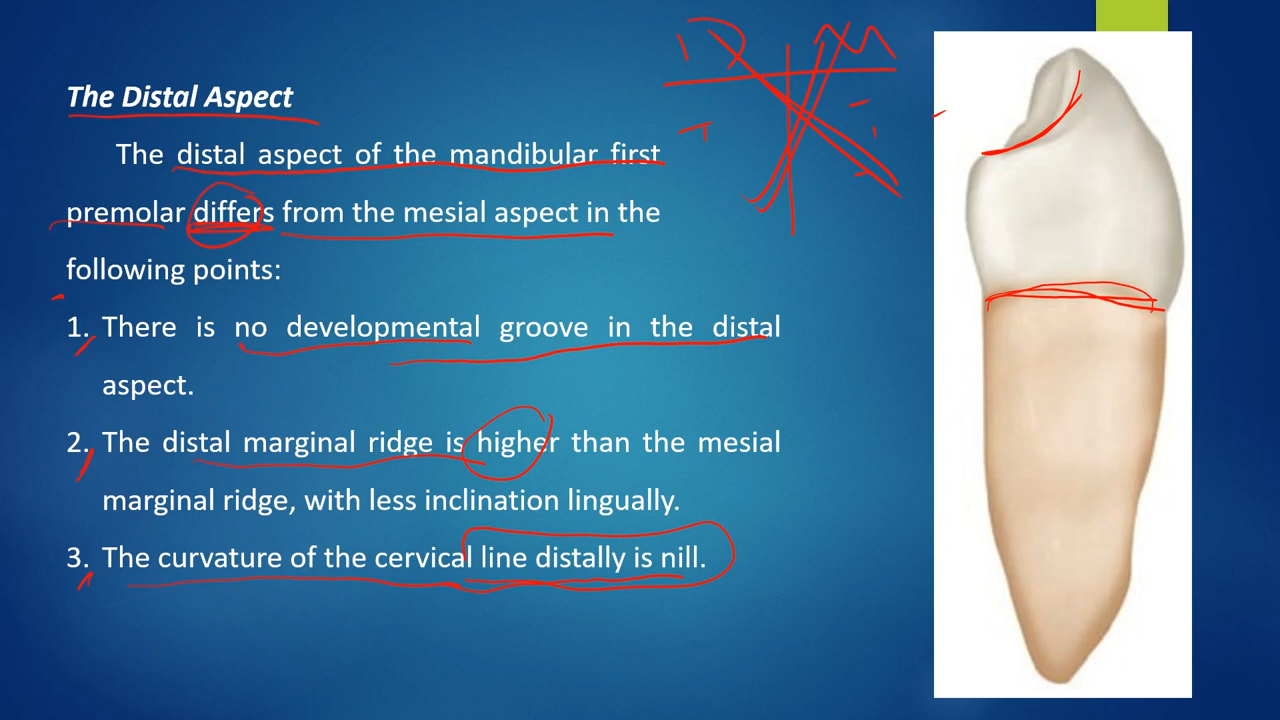 The Distal Aspect
The distal aspect of the mandibular first
premolar differs from the mesial aspect in the
following points:
1. There is no developmental groove in the distal
aspect.
2. The distal marginal ridge is higher than the mesial
marginal ridge, with less inclination lingually.
3. The curvature of the cervical line distally is nill.